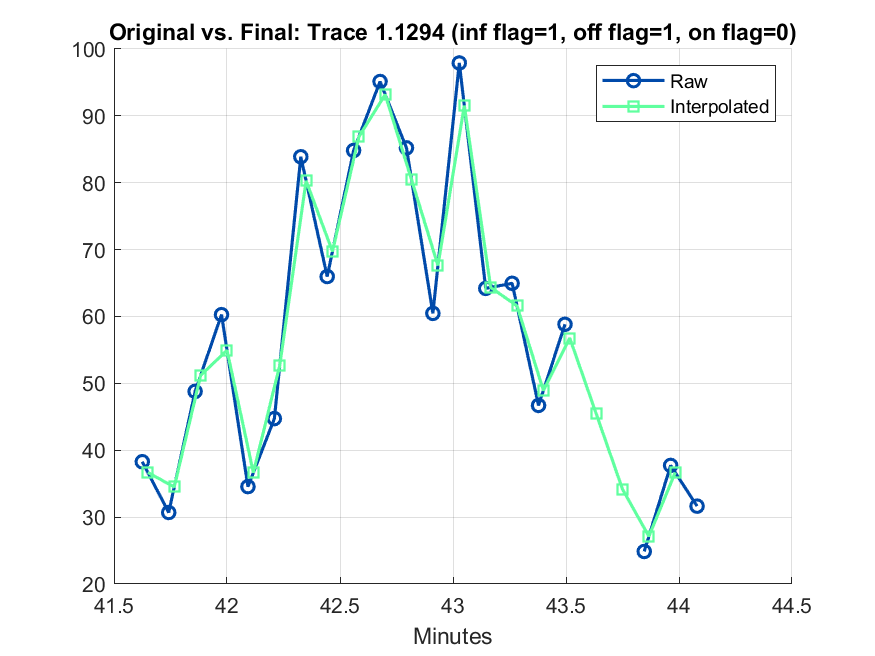 Original vs. Final: Trace 1.1294 (inf flag=1, off flag=1, on flag=0)
100
90
80
70
60
50
40
30
20
Raw
Interpolated
41.5 42 42.5 43 43.5 44 44.5
Minutes